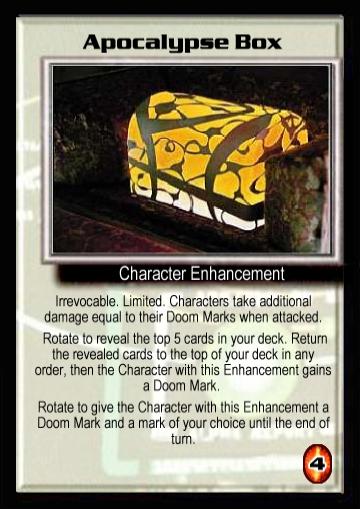 Apocalypse Box
Character Enhancement
Irrevocable. Limited. Characters take additional
damage equal to their Doom Marks when attacked.
Rotate to reveal the top 5 cards in your deck. Return
the revealed cards to the top of your deck in any
order, then the Character with this Enhancement gains
a Doom Mark.
Rotate to give the Character with this Enhancement a
Doom Mark and a mark of your choice until the end of
turn.
4